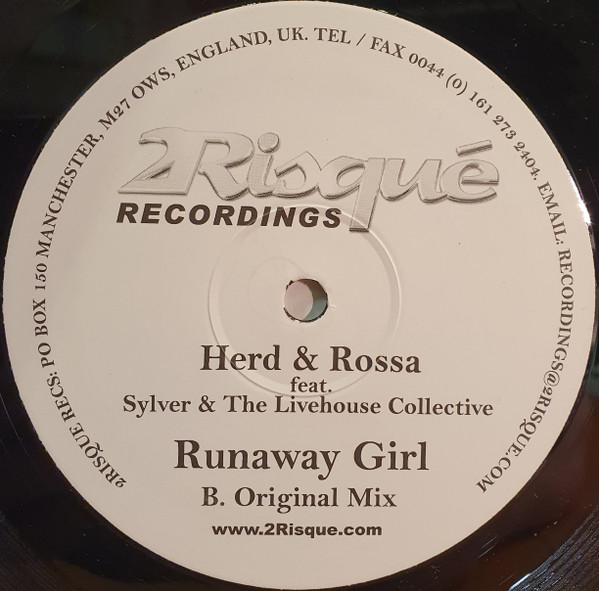 2RISQUE RECS: PO BOX 150 MANCHESTER, M27 OWS, ENGLAND, UK. TEL / FAX 0044 (0) 161 273 2404. EMAIL: RECORDINGS@2RISQUE.COM
2Risqué
RECORDINGS
Herd & Rossa
feat.
Sylver & The Livehouse Collective
Runaway Girl
B. Original Mix
www.2Risque.com